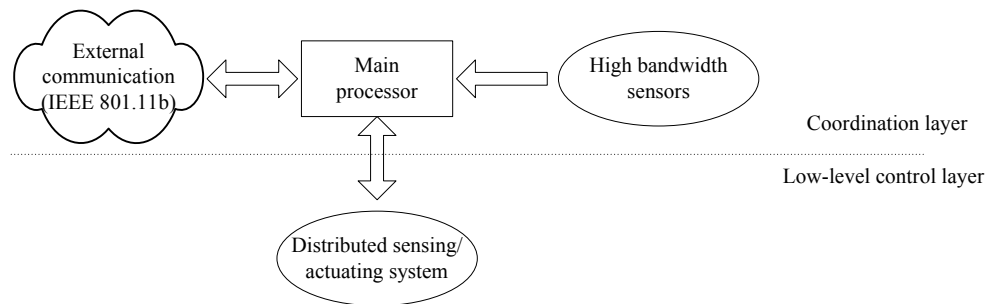 External
communication
(IEEE 801.11b)
Main
processor
High bandwidth
sensors
Coordination layer
Low-level control layer
Distributed sensing/
actuating system